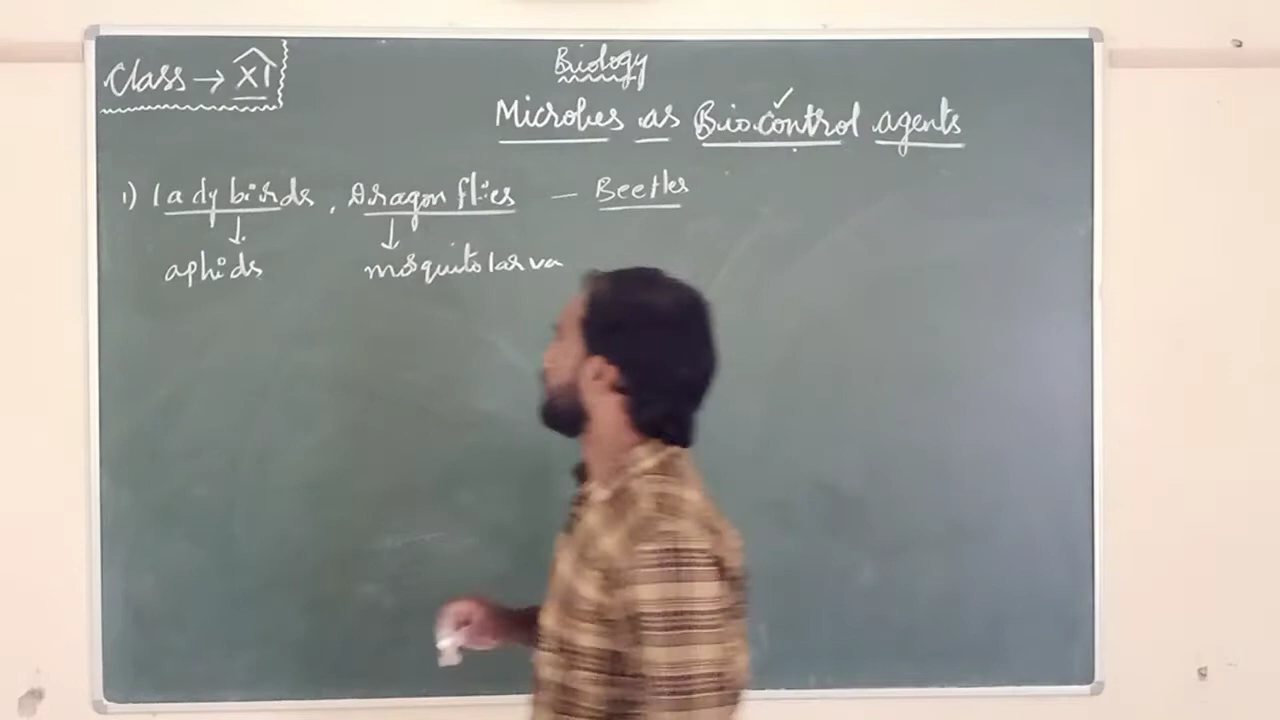 Class → XI
Biology
Microbes as Bio.control agents
1) Lady birds, Dragon flies — Beetles
aphids mosquito larva